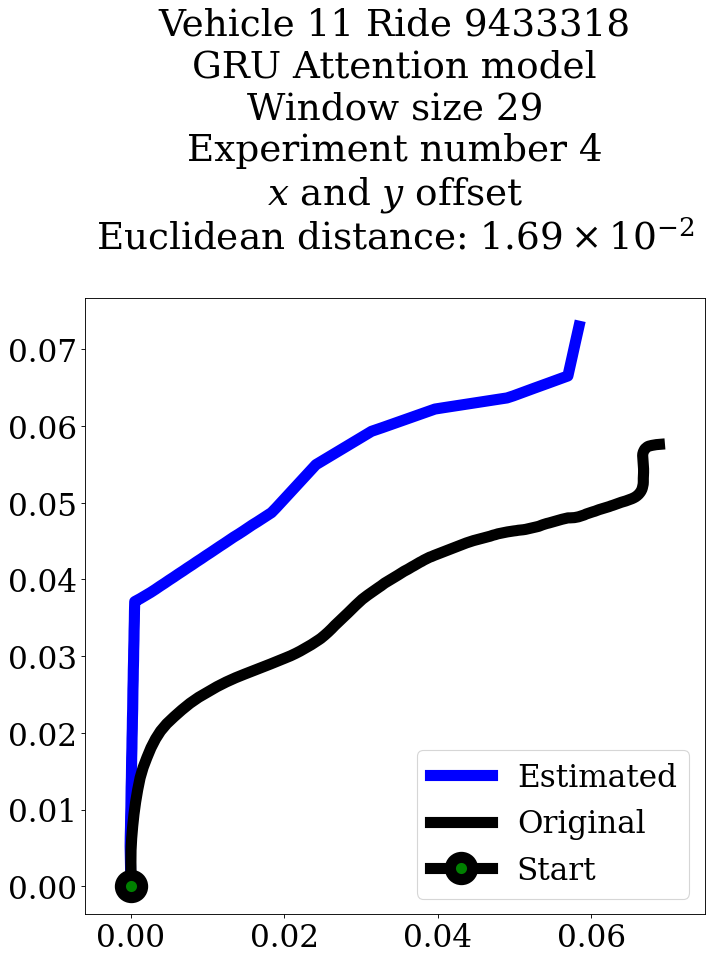 Vehicle 11 Ride 9433318
GRU Attention model
Window size 29
Experiment number 4
x and y offset
Euclidean distance: 1.69 × 10⁻²
0.07
0.06
0.05
0.04
0.03
0.02
0.01
0.00
Estimated
Original
Start
0.00 0.02 0.04 0.06